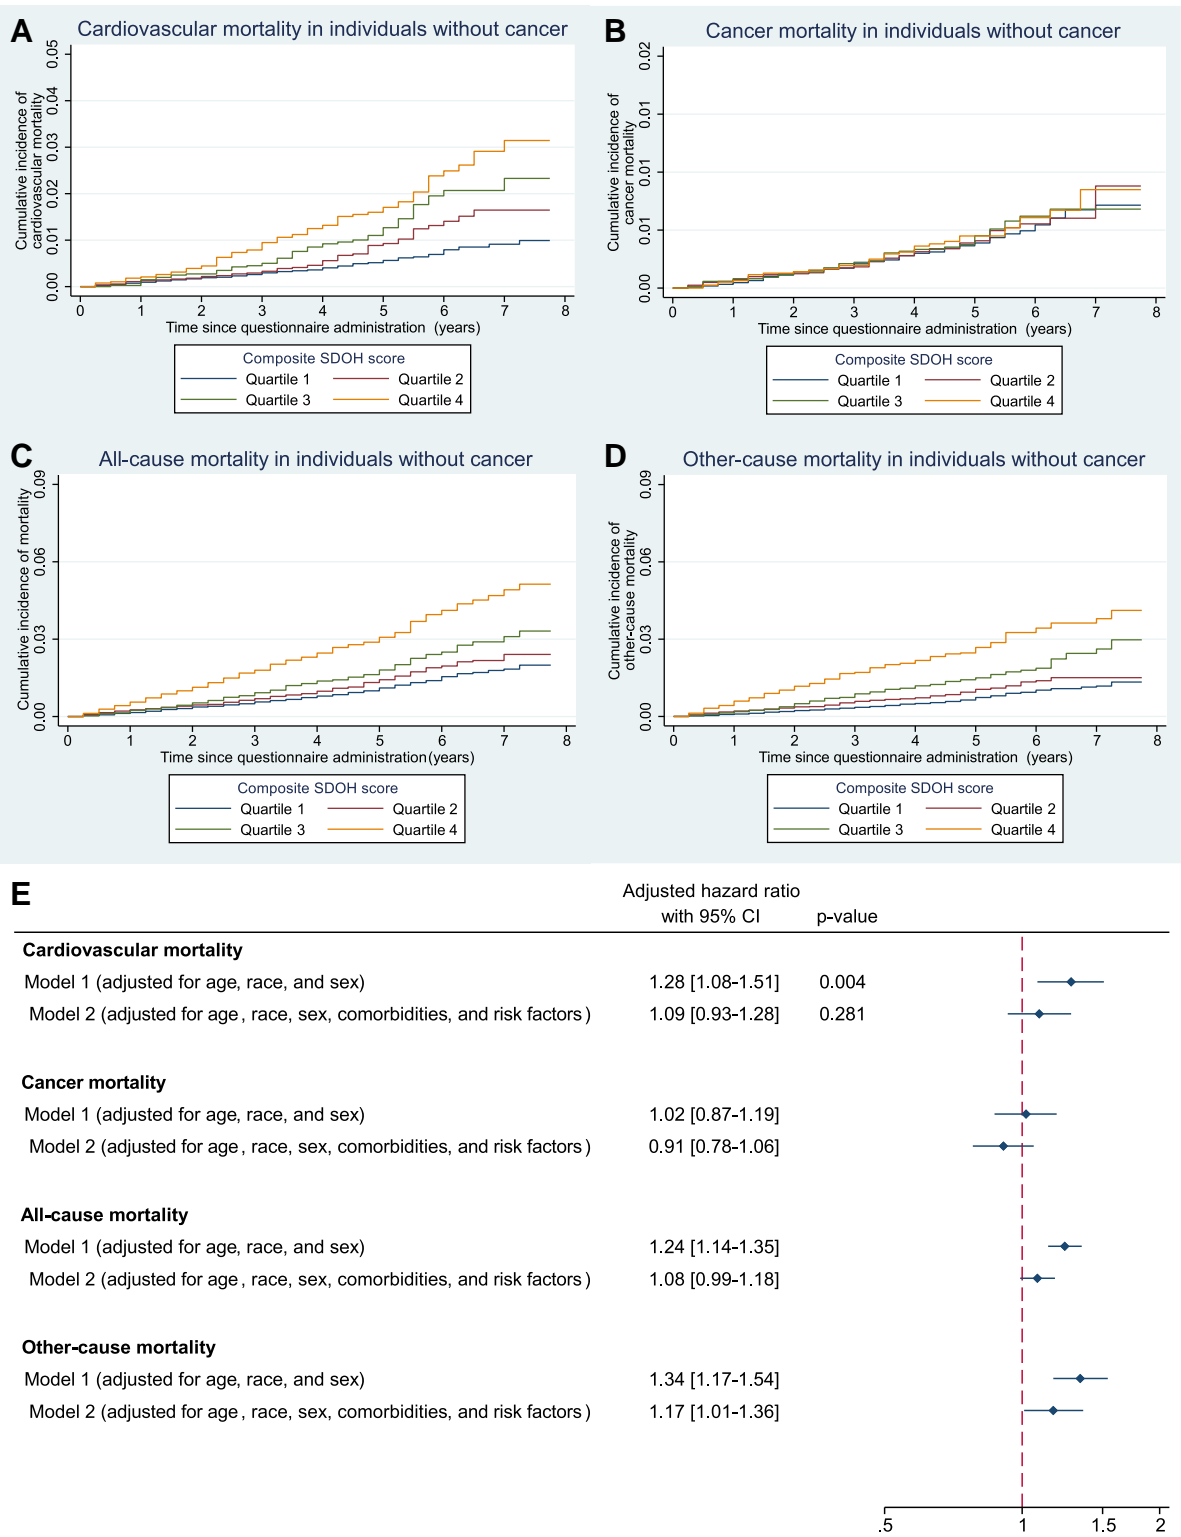 A
Cardiovascular mortality in individuals without cancer
Cumulative incidence of
cardiovascular mortality
0.00 0.01 0.02 0.03 0.04 0.05
0 1 2 3 4 5 6 7 8
Time since questionnaire administration (years)
Composite SDOH score
Quartile 1 Quartile 2
Quartile 3 Quartile 4
B
Cancer mortality in individuals without cancer
Cumulative incidence of
cancer mortality
0.00 0.01 0.01 0.01 0.02
0 1 2 3 4 5 6 7 8
Time since questionnaire administration (years)
Composite SDOH score
Quartile 1 Quartile 2
Quartile 3 Quartile 4
C
All-cause mortality in individuals without cancer
Cumulative incidence of mortality
0.00 0.03 0.06 0.09
0 1 2 3 4 5 6 7 8
Time since questionnaire administration(years)
Composite SDOH score
Quartile 1 Quartile 2
Quartile 3 Quartile 4
D
Other-cause mortality in individuals without cancer
Cumulative incidence of
other-cause mortality
0.00 0.03 0.06 0.09
0 1 2 3 4 5 6 7 8
Time since questionnaire administration (years)
Composite SDOH score
Quartile 1 Quartile 2
Quartile 3 Quartile 4
E
Adjusted hazard ratio
with 95% CI p-value
Cardiovascular mortality
Model 1 (adjusted for age, race, and sex) 1.28 [1.08-1.51] 0.004
Model 2 (adjusted for age, race, sex, comorbidities, and risk factors) 1.09 [0.93-1.28] 0.281
Cancer mortality
Model 1 (adjusted for age, race, and sex) 1.02 [0.87-1.19]
Model 2 (adjusted for age, race, sex, comorbidities, and risk factors) 0.91 [0.78-1.06]
All-cause mortality
Model 1 (adjusted for age, race, and sex) 1.24 [1.14-1.35]
Model 2 (adjusted for age, race, sex, comorbidities, and risk factors) 1.08 [0.99-1.18]
Other-cause mortality
Model 1 (adjusted for age, race, and sex) 1.34 [1.17-1.54]
Model 2 (adjusted for age, race, sex, comorbidities, and risk factors) 1.17 [1.01-1.36]
.5 1 1.5 2